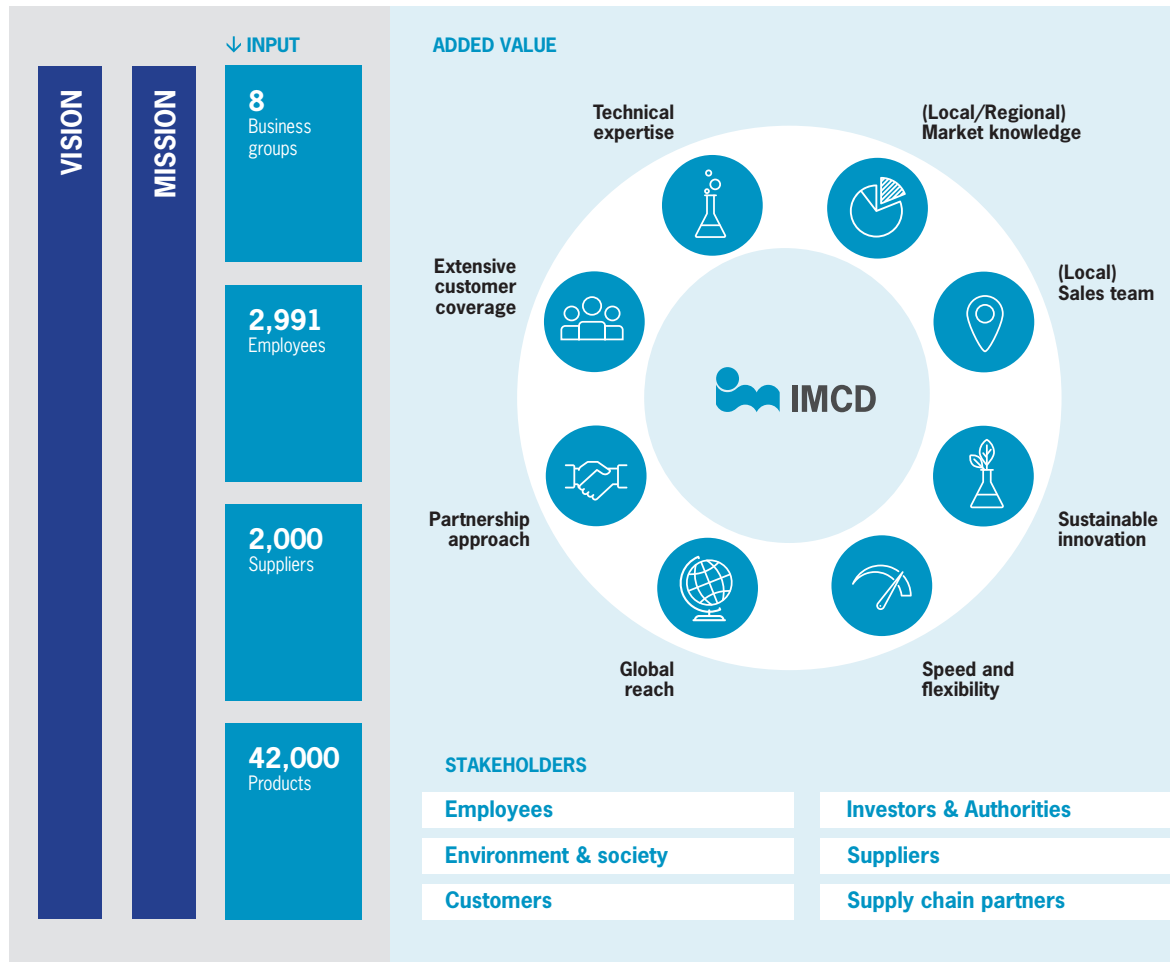 VISION
MISSION
↓ INPUT
8
Business
groups
2,991
Employees
2,000
Suppliers
42,000
Products
ADDED VALUE
Technical
expertise
(Local/Regional)
Market knowledge
Extensive
customer
coverage
(Local)
Sales team
IMCD
Partnership
approach
Sustainable
innovation
Global
reach
Speed and
flexibility
STAKEHOLDERS
Employees
Investors & Authorities
Environment & society
Suppliers
Customers
Supply chain partners